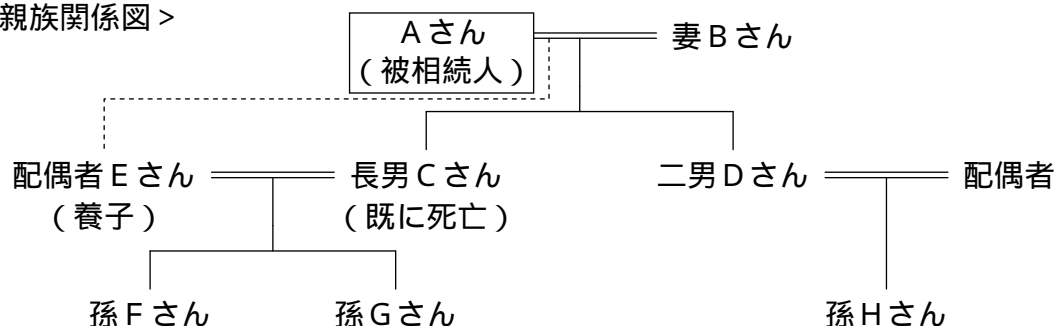 親族関係図>
Aさん
(被相続人)
妻Bさん
配偶者Eさん
(養子)
長男Cさん
(既に死亡)
二男Dさん
配偶者
孫Fさん
孫Gさん
孫Hさん